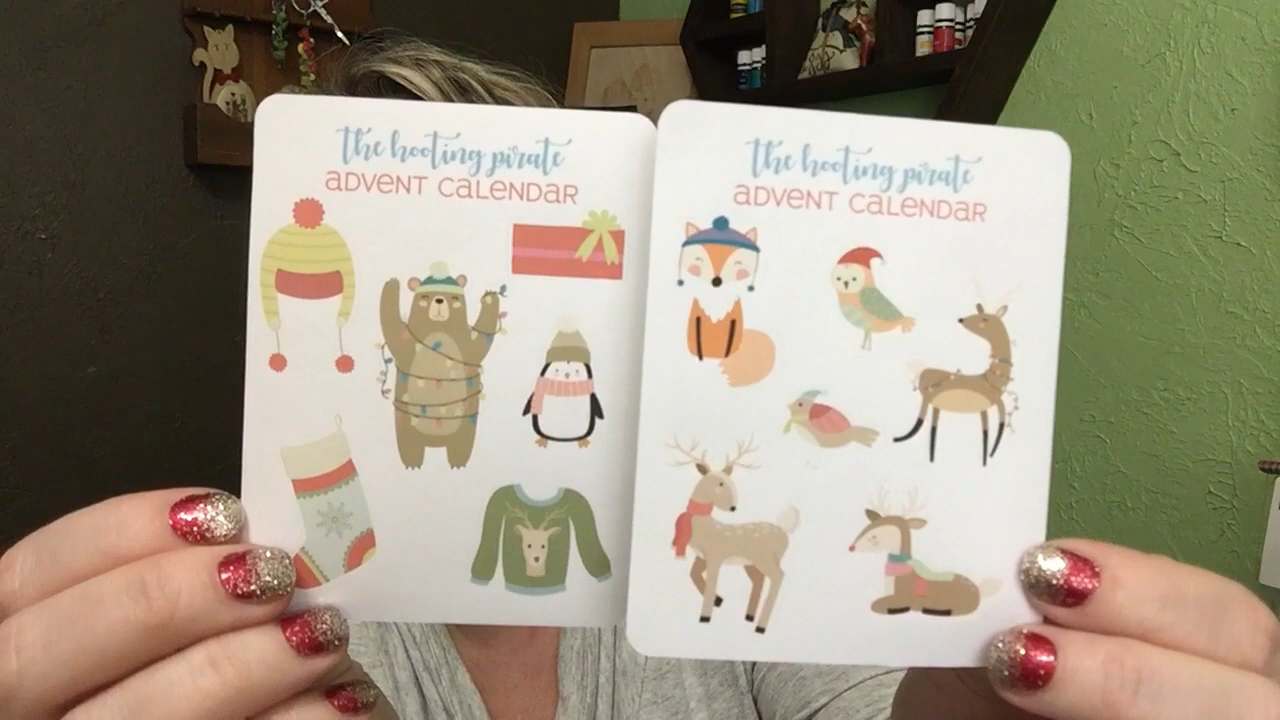 the hooting pirate
advent calendar
the hooting pirate
advent calendar